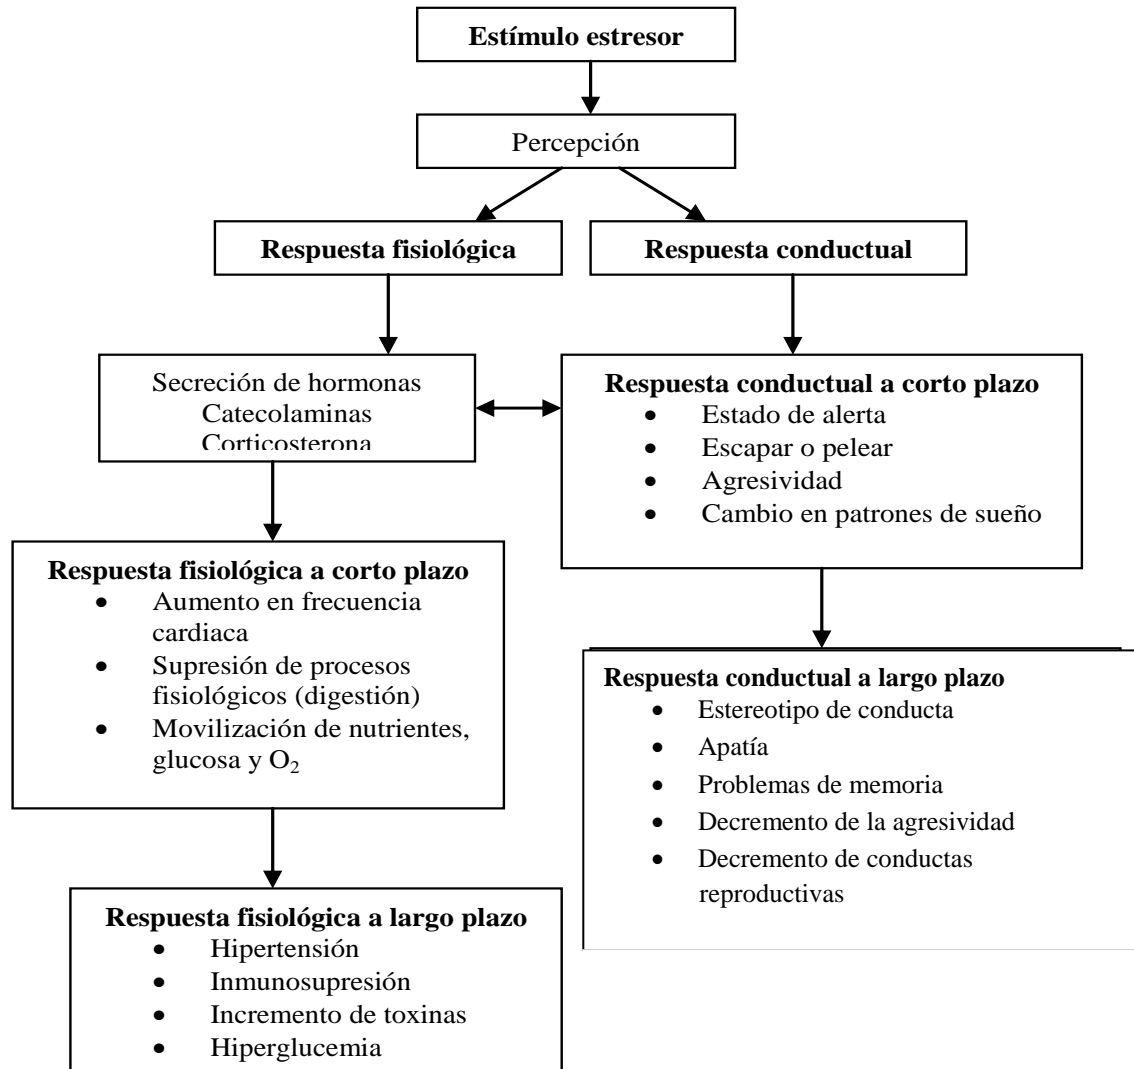 Estímulo estresor
Percepción
Respuesta fisiológica
Respuesta conductual
Secreción de hormonas
Catecolaminas
Corticosterona
Respuesta conductual a corto plazo
• Estado de alerta
• Escapar o pelear
• Agresividad
• Cambio en patrones de sueño
Respuesta fisiológica a corto plazo
• Aumento en frecuencia
cardiaca
• Supresión de procesos
fisiológicos (digestión)
• Movilización de nutrientes,
glucosa y O₂
Respuesta conductual a largo plazo
• Estereotipo de conducta
• Apatía
• Problemas de memoria
• Decremento de la agresividad
• Decremento de conductas
reproductivas
Respuesta fisiológica a largo plazo
• Hipertensión
• Inmunosupresión
• Incremento de toxinas
• Hiperglucemia